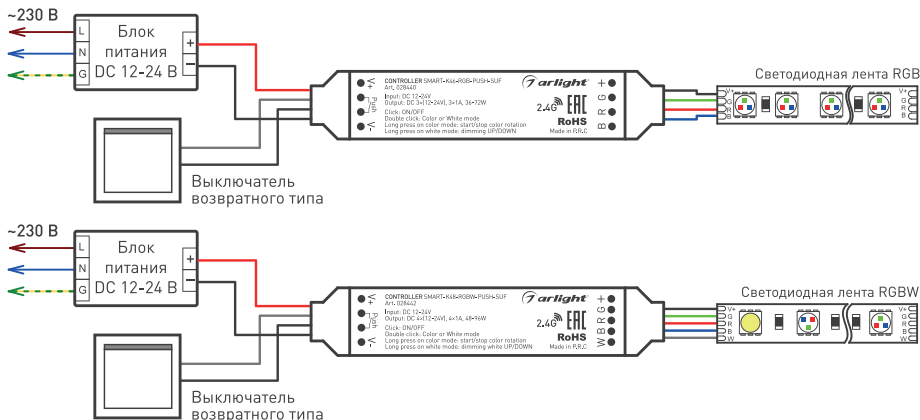 ~230 В
L
N
G
Блок
питания
DC 12-24 В
+
−
Выключатель
возвратного типа
V+
Push
V-
CONTROLLER SMART-K46-RGB-PUSH-SUF
Art. 028440
Input: DC 12-24V
Output: DC 3×(12-24V), 3×1A, 36-72W
Click: ON/OFF
Double click: Color or White mode
Long press on color mode: start/stop color rotation
Long press on white mode: dimming UP/DOWN
arlight®
2.4G
EAC
RoHS
Made in P.R.C
+
G
R
B
Светодиодная лента RGB
V+
G
R
B
~230 В
L
N
G
Блок
питания
DC 12-24 В
+
−
Выключатель
возвратного типа
V+
Push
V-
CONTROLLER SMART-K48-RGBW-PUSH-SUF
Art. 028442
Input: DC 12-24V
Output: DC 4×(12-24V), 4×1A, 48-96W
Click: ON/OFF
Double click: Color or White mode
Long press on color mode: start/stop color rotation
Long press on white mode: dimming white UP/DOWN
arlight®
2.4G
EAC
RoHS
Made in P.R.C
+
G
R
B
W
Светодиодная лента RGBW
V+
G
R
B
W